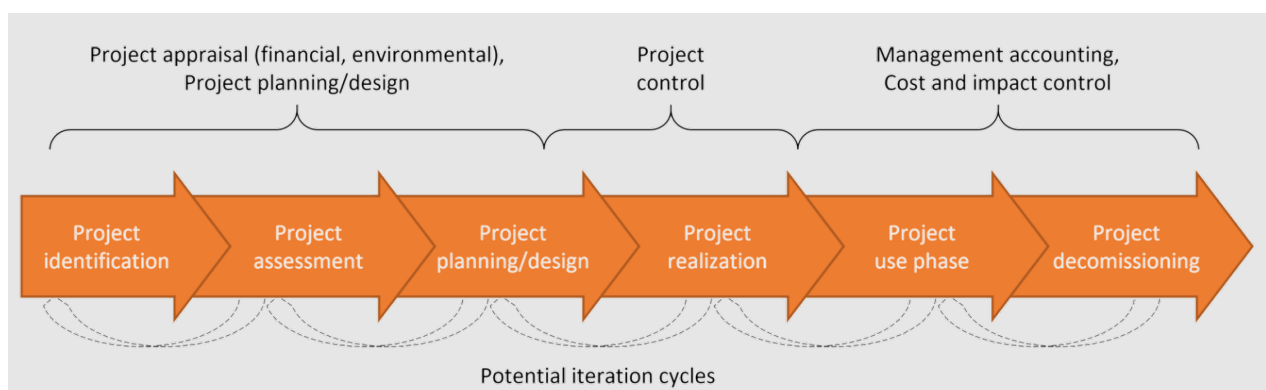 Project appraisal (financial, environmental),
Project planning/design
Project
control
Management accounting,
Cost and impact control
Project
identification
Project
assessment
Project
planning/design
Project
realization
Project
use phase
Project
decomissioning
Potential iteration cycles